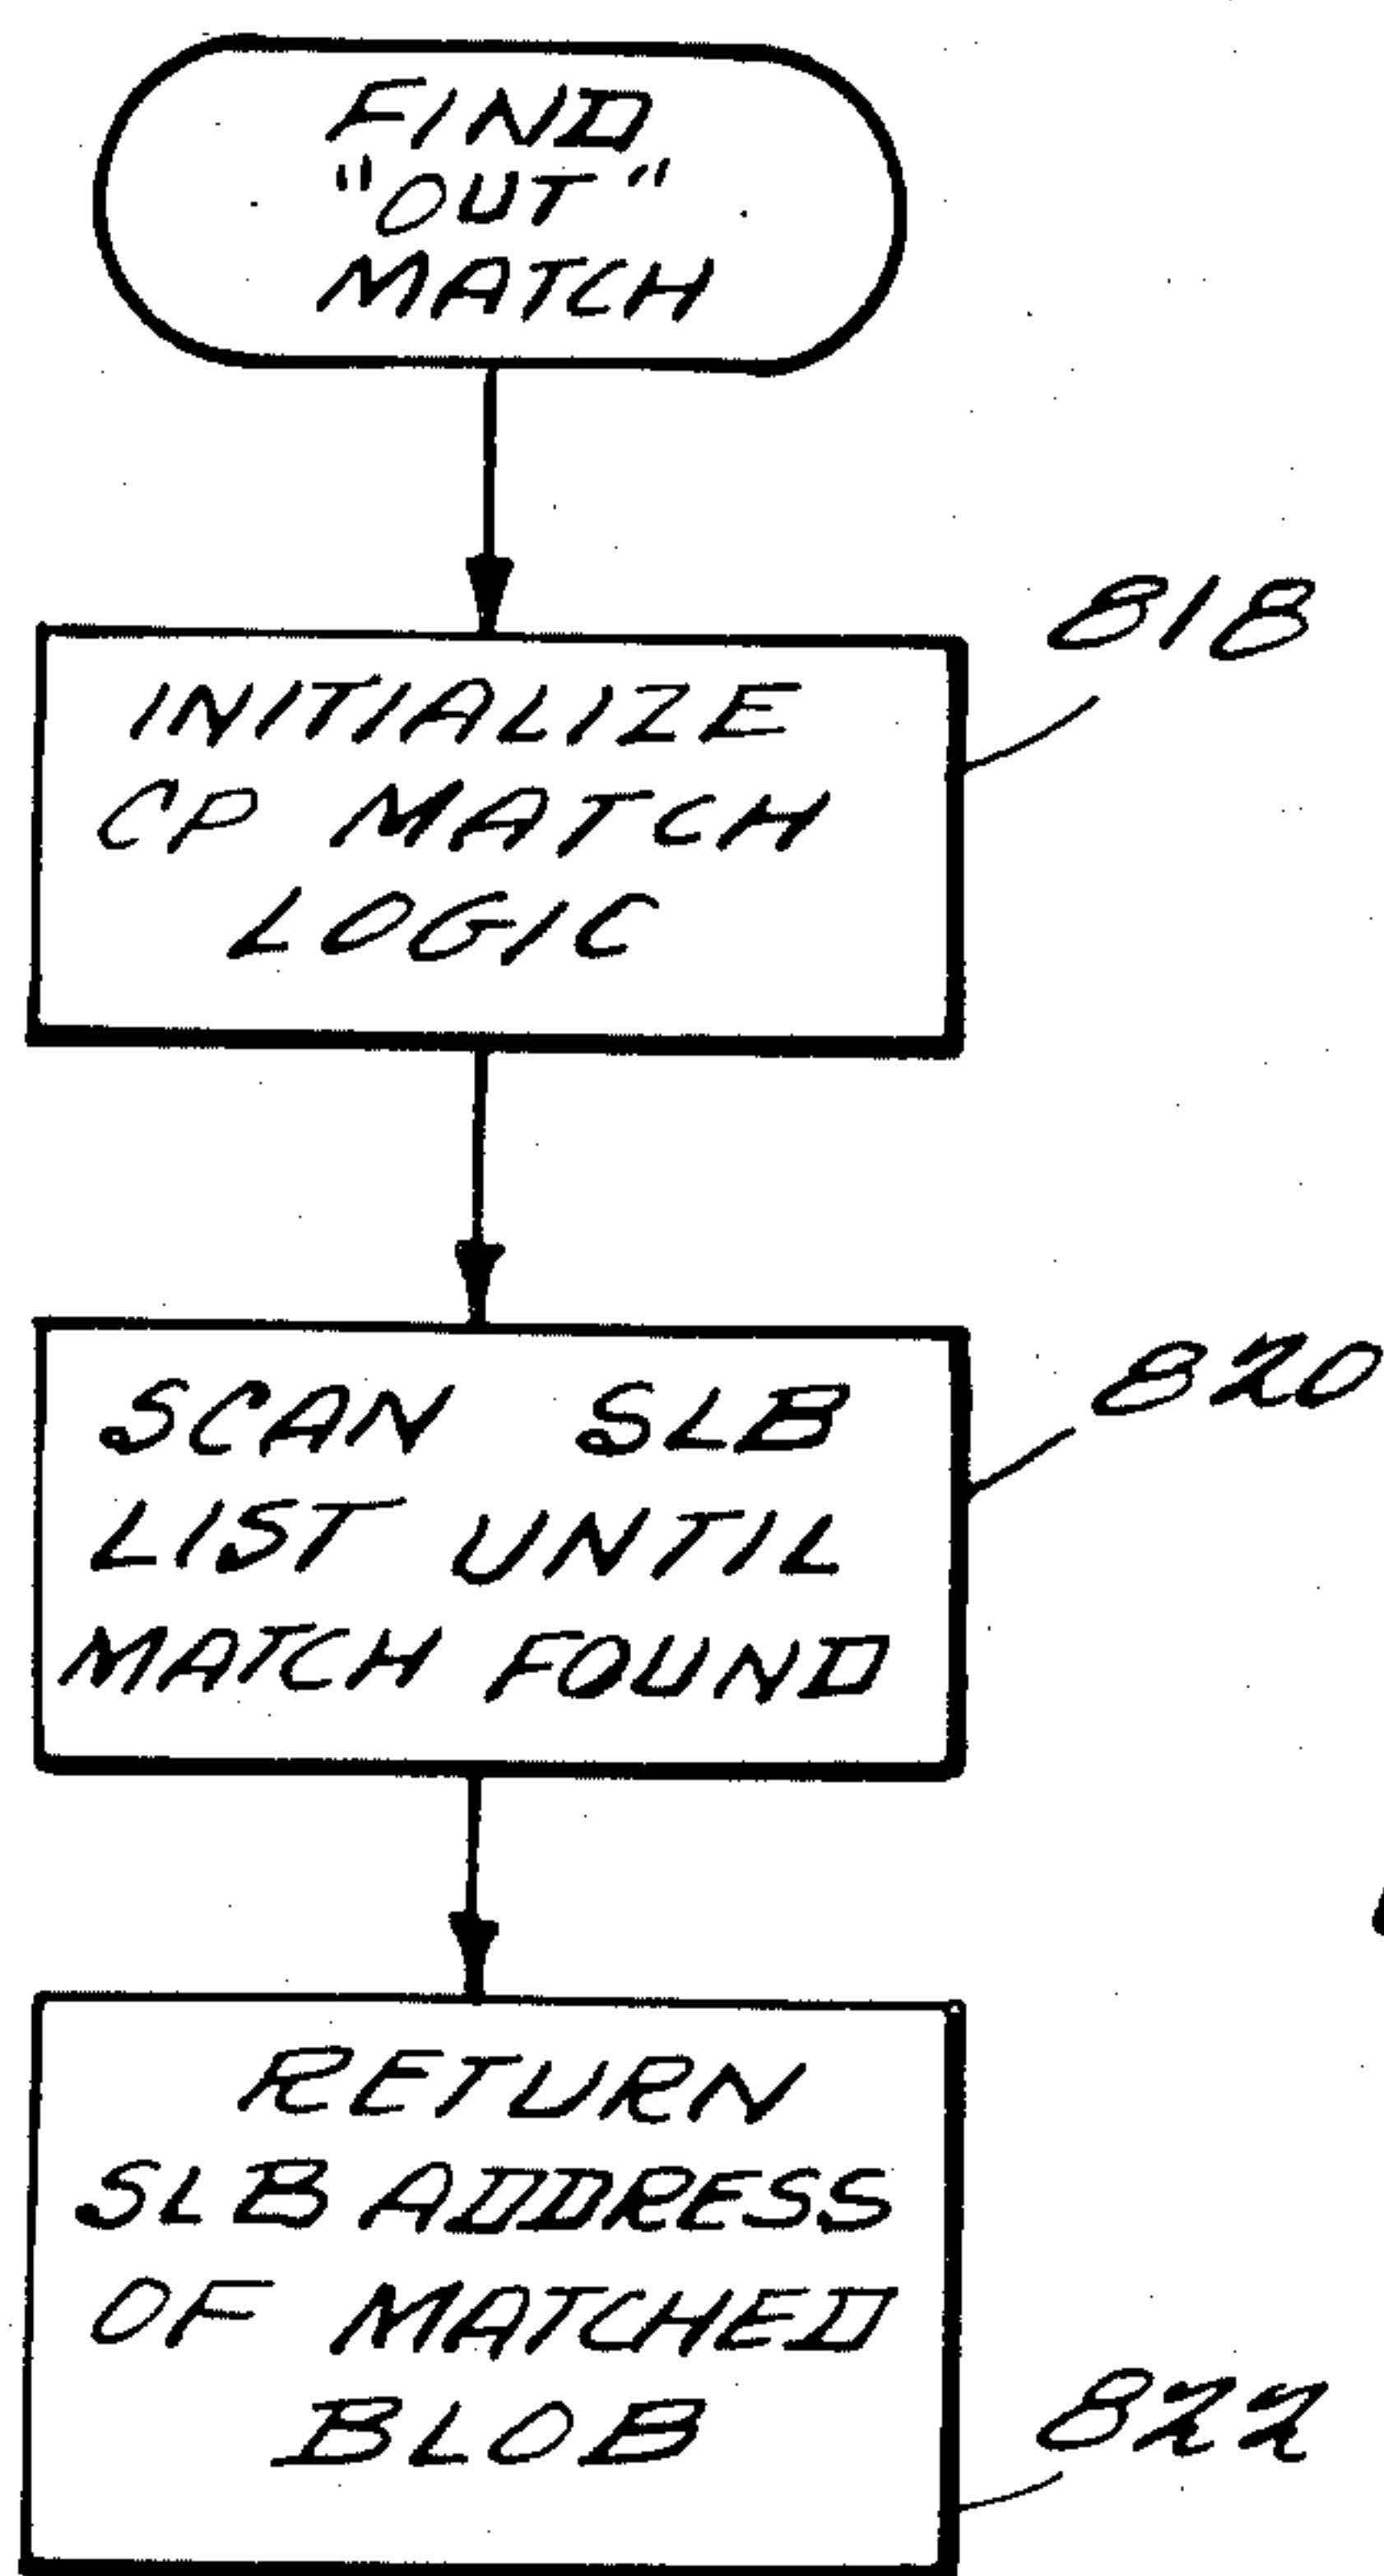 FIND
"OUT"
MATCH
818
INITIALIZE
CP MATCH
LOGIC
820
SCAN SLB
LIST UNTIL
MATCH FOUND
RETURN
SLB ADDRESS
OF MATCHED
BLOB
822